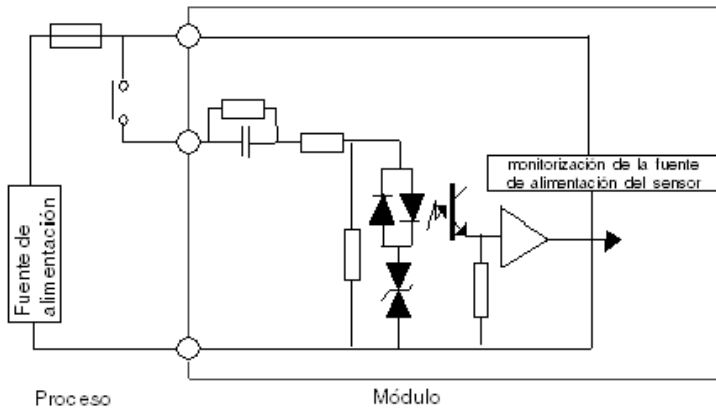 monitorización de la fuente
de alimentación del sensor
Fuente de
alimentación
Proceso
Módulo